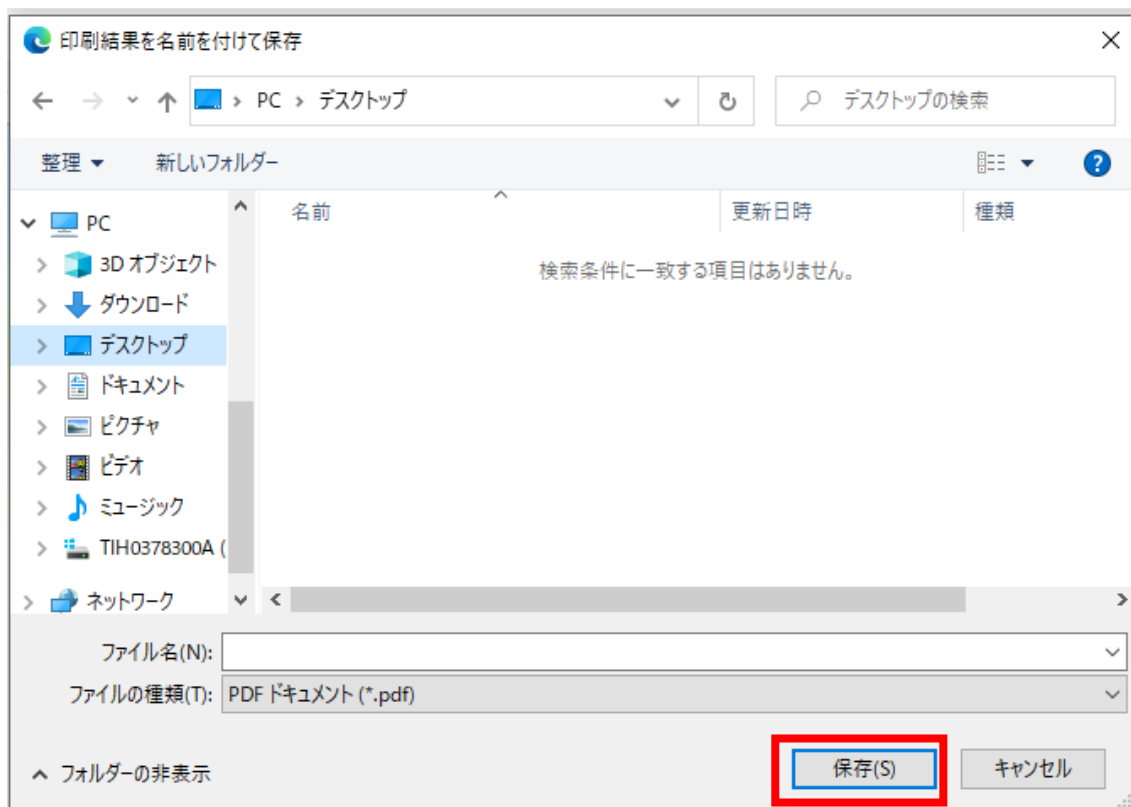 印刷結果を名前を付けて保存
PC › デスクトップ
デスクトップの検索
整理
新しいフォルダー
?
名前
更新日時
種類
検索条件に一致する項目はありません。
PC
3D オブジェクト
ダウンロード
デスクトップ
ドキュメント
ピクチャ
ビデオ
ミュージック
TIH0378300A (
ネットワーク
ファイル名(N):
ファイルの種類(T): PDF ドキュメント (*.pdf)
フォルダーの非表示
保存(S)
キャンセル